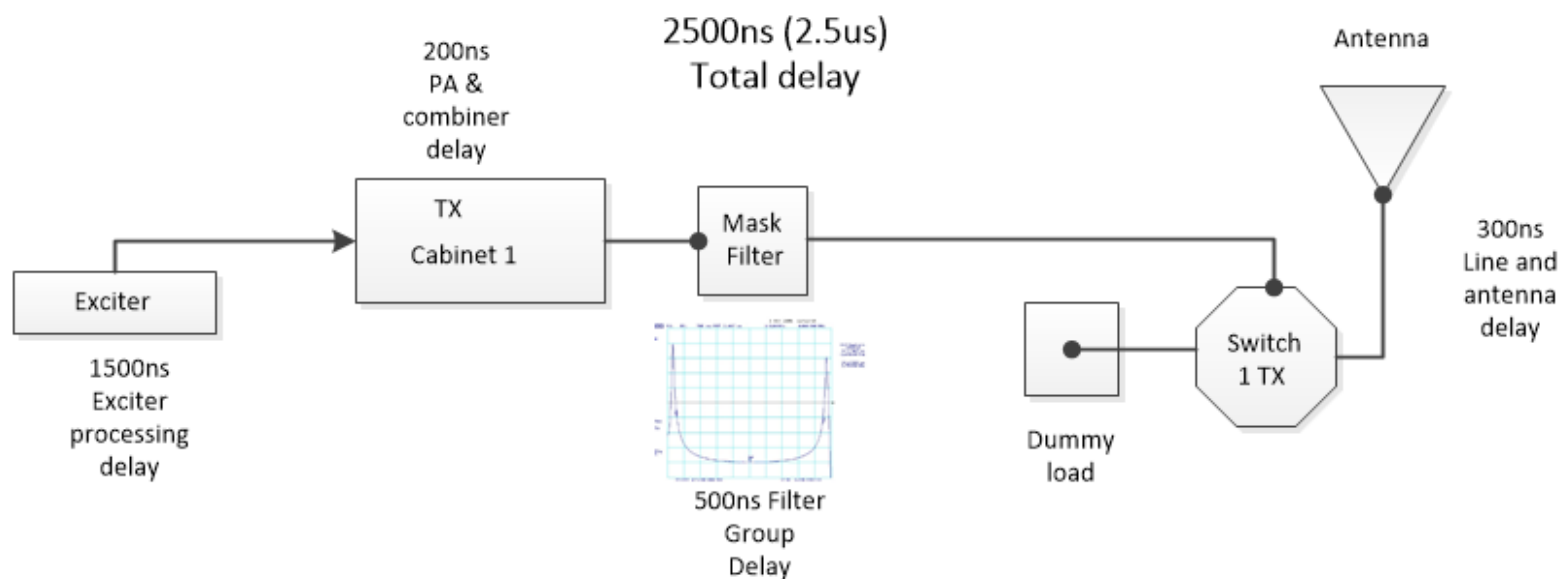 2500ns (2.5us)
Total delay
Antenna
200ns
PA &
combiner
delay
TX
Cabinet 1
Mask
Filter
300ns
Line and
antenna
delay
Exciter
Switch
1 TX
1500ns
Exciter
processing
delay
Dummy
load
500ns Filter
Group
Delay